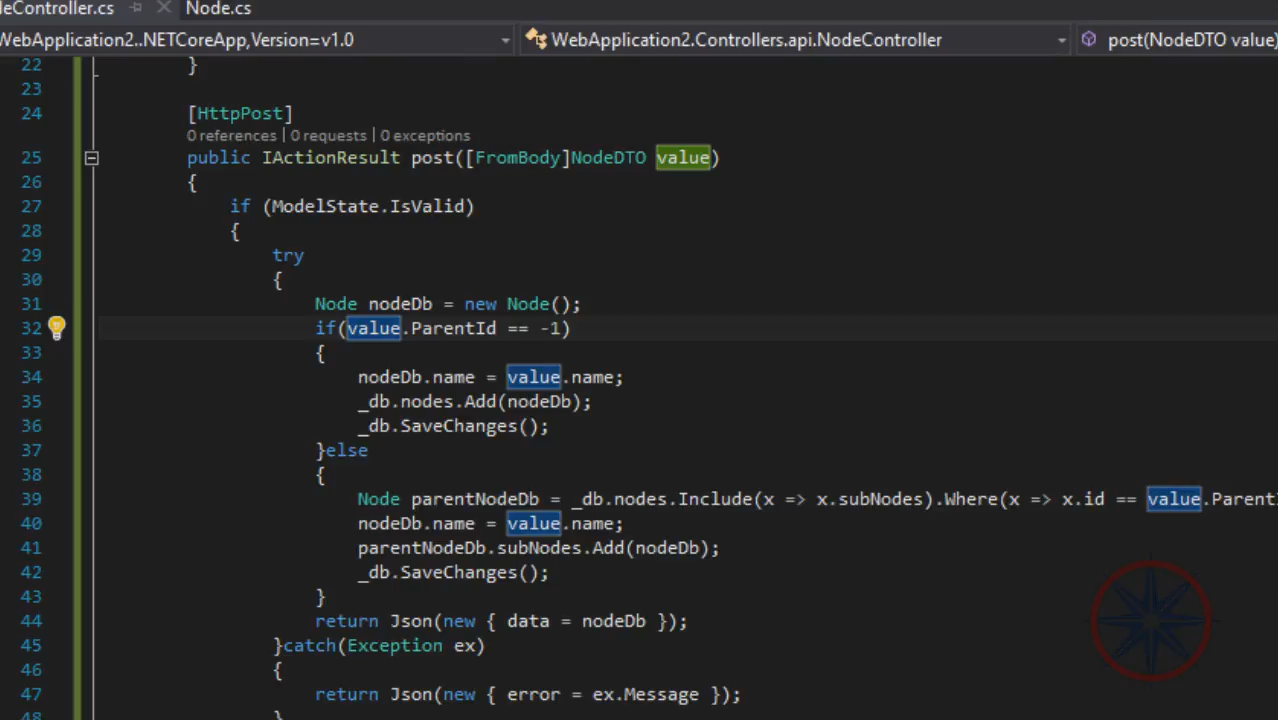 leController.cs Node.cs
WebApplication2..NETCoreApp,Version=v1.0 WebApplication2.Controllers.api.NodeController post(NodeDTO value)
22 }
23
24 [HttpPost]
0 references | 0 requests | 0 exceptions
25 public IActionResult post([FromBody]NodeDTO value)
26 {
27 if (ModelState.IsValid)
28 {
29 try
30 {
31 Node nodeDb = new Node();
32 if(value.ParentId == -1)
33 {
34 nodeDb.name = value.name;
35 _db.nodes.Add(nodeDb);
36 _db.SaveChanges();
37 }else
38 {
39 Node parentNodeDb = _db.nodes.Include(x => x.subNodes).Where(x => x.id == value.ParentI
40 nodeDb.name = value.name;
41 parentNodeDb.subNodes.Add(nodeDb);
42 _db.SaveChanges();
43 }
44 return Json(new { data = nodeDb });
45 }catch(Exception ex)
46 {
47 return Json(new { error = ex.Message });
48 }